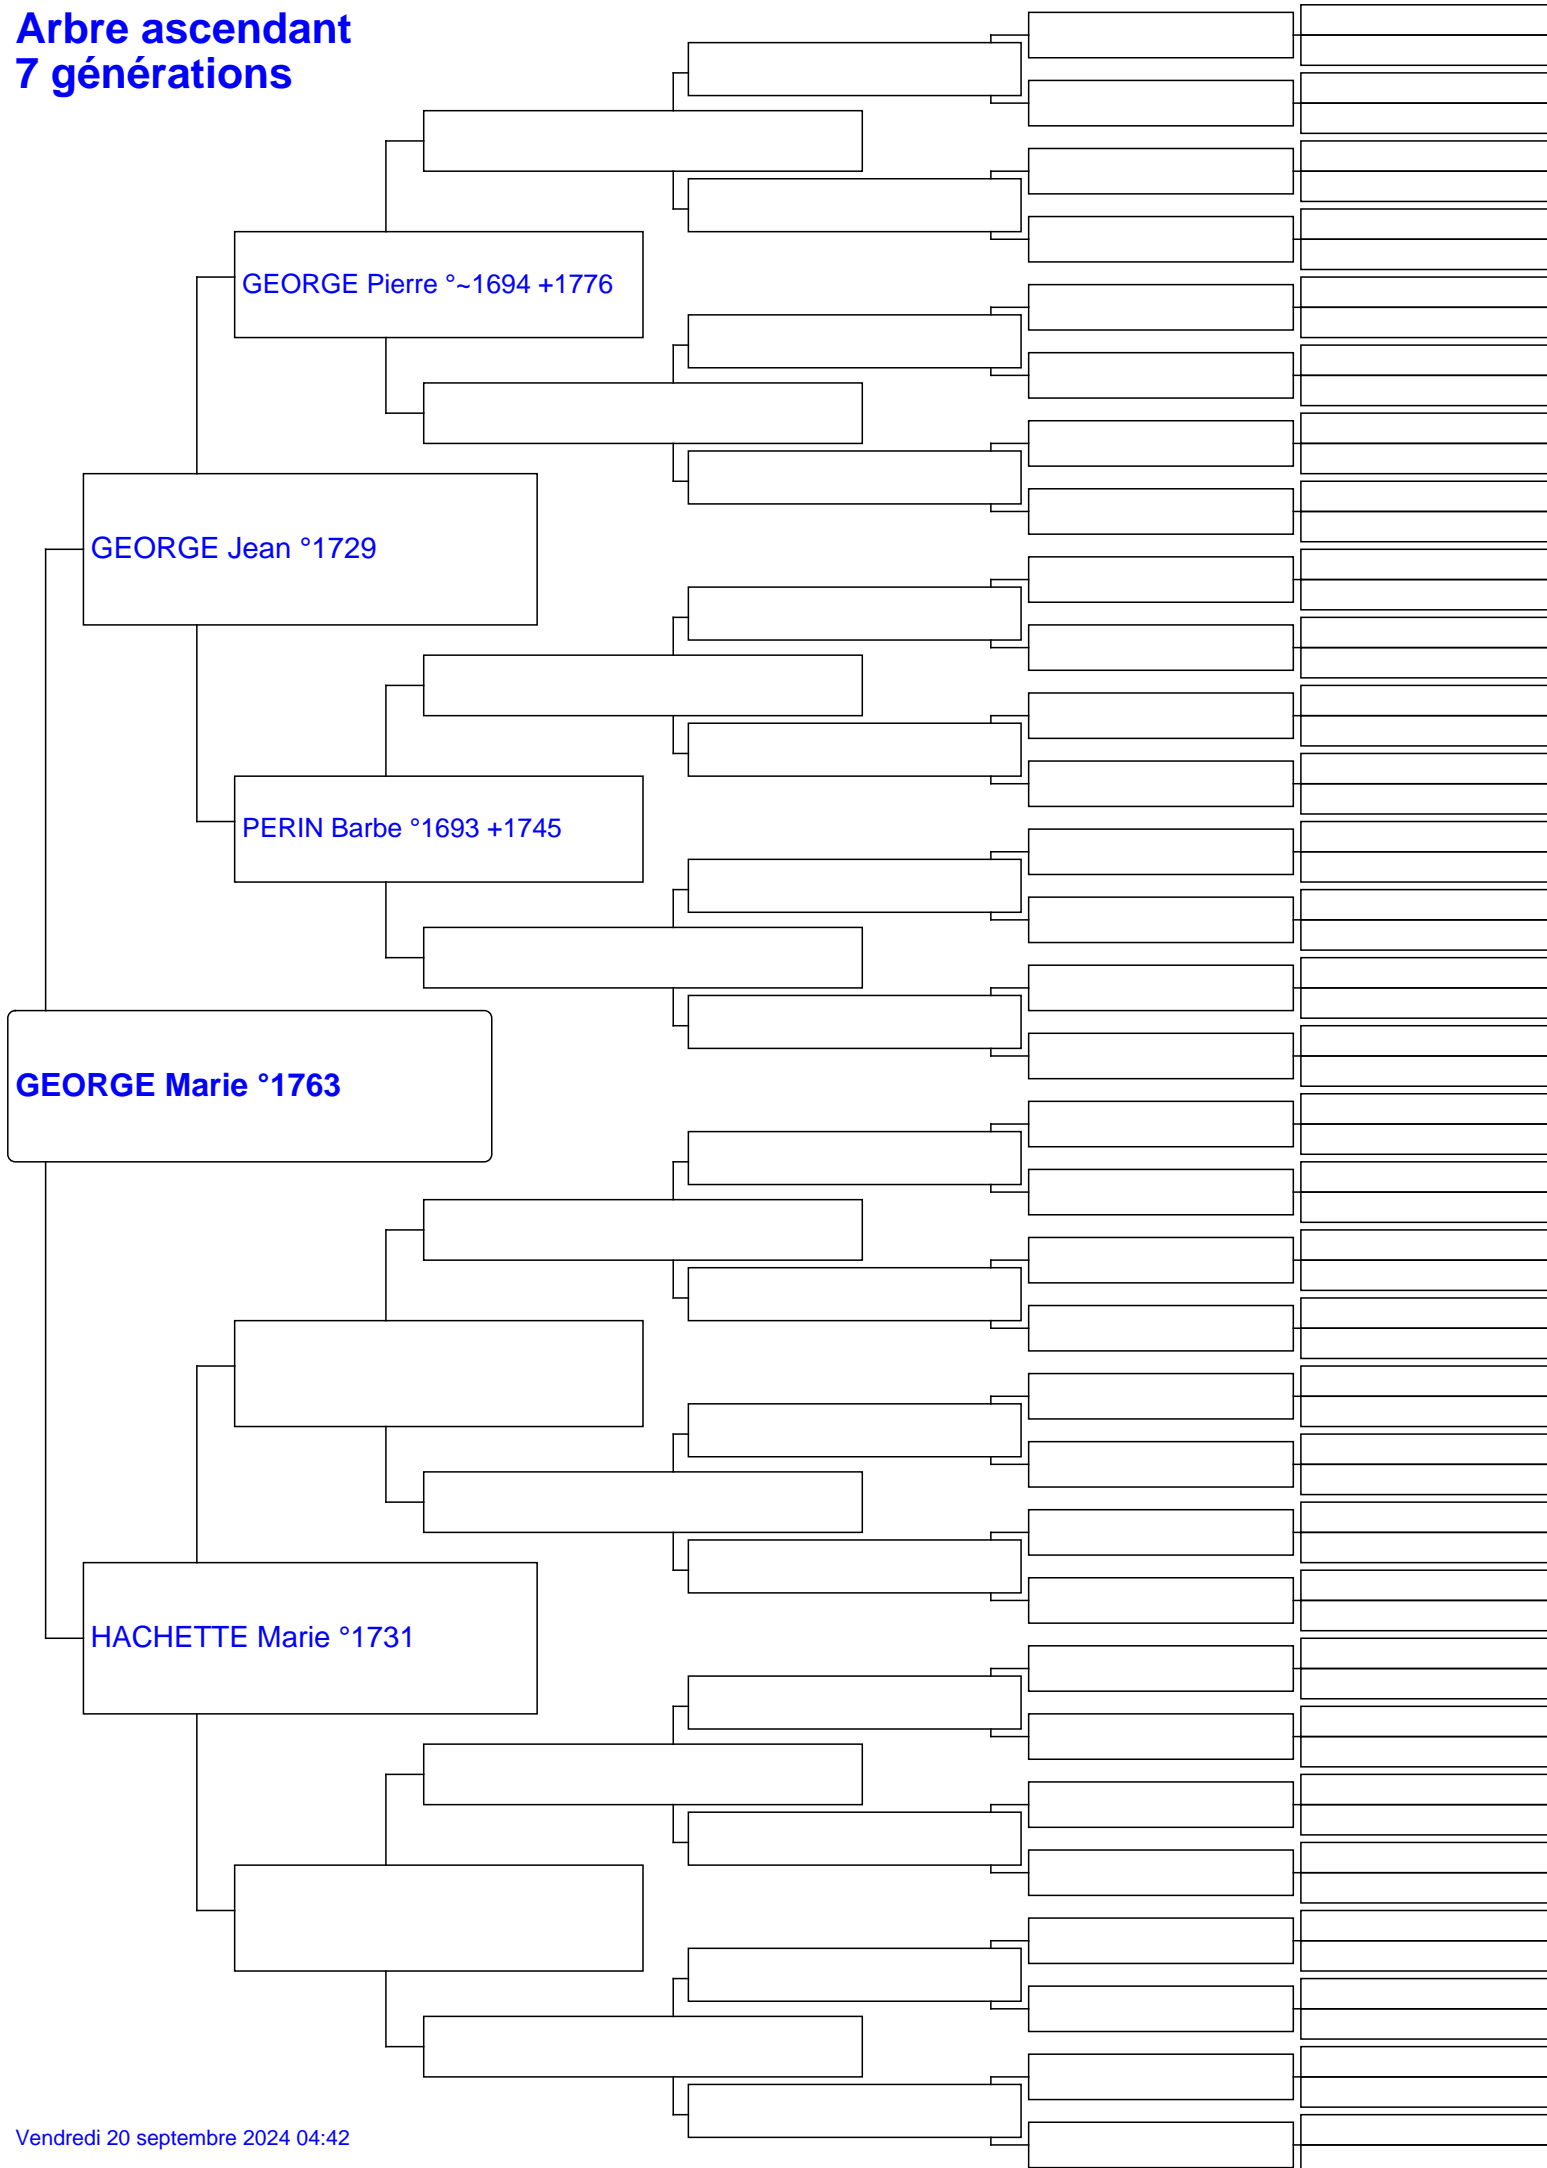 Arbre ascendant
7 générations
GEORGE Pierre °~1694 +1776
GEORGE Jean °1729
PERIN Barbe °1693 +1745
GEORGE Marie °1763
HACHETTE Marie °1731
Vendredi 20 septembre 2024 04:42